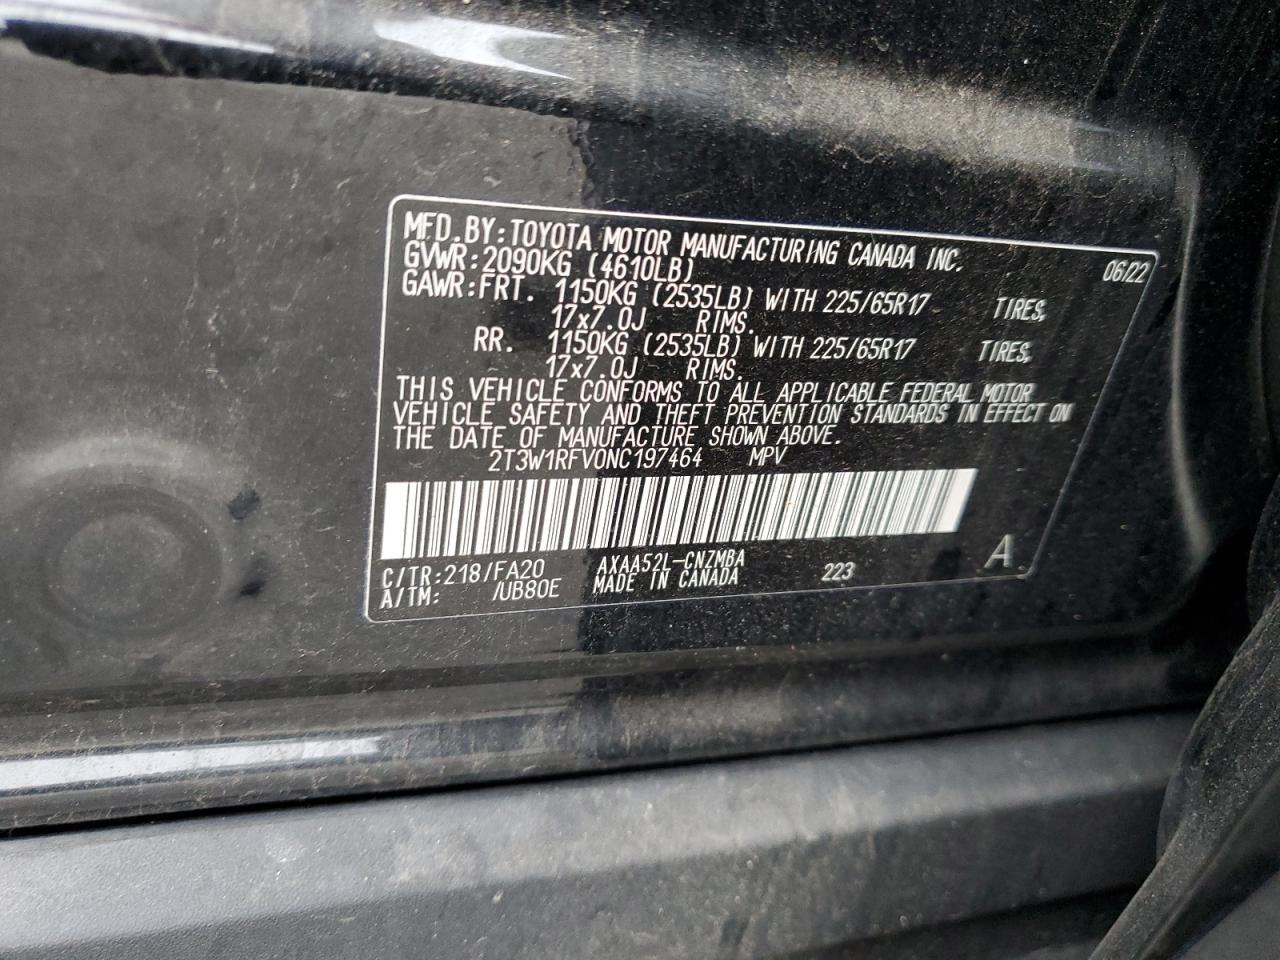 MFD.BY:TOYOTA MOTOR MANUFACTURING CANADA INC. 06/22
GVWR:2090KG (4610LB)
GAWR:FRT. 1150KG (2535LB) WITH 225/65R17 TIRES,
17x7.0J RIMS.
RR. 1150KG (2535LB) WITH 225/65R17 TIRES,
17x7.0J RIMS.
THIS VEHICLE CONFORMS TO ALL APPLICABLE FEDERAL MOTOR
VEHICLE SAFETY AND THEFT PREVENTION STANDARDS IN EFFECT ON
THE DATE OF MANUFACTURE SHOWN ABOVE.
2T3W1RFV0NC197464 MPV
C/TR:218/FA20 AXAA52L-CNZMBA 223 A
A/TM: /UB80E MADE IN CANADA